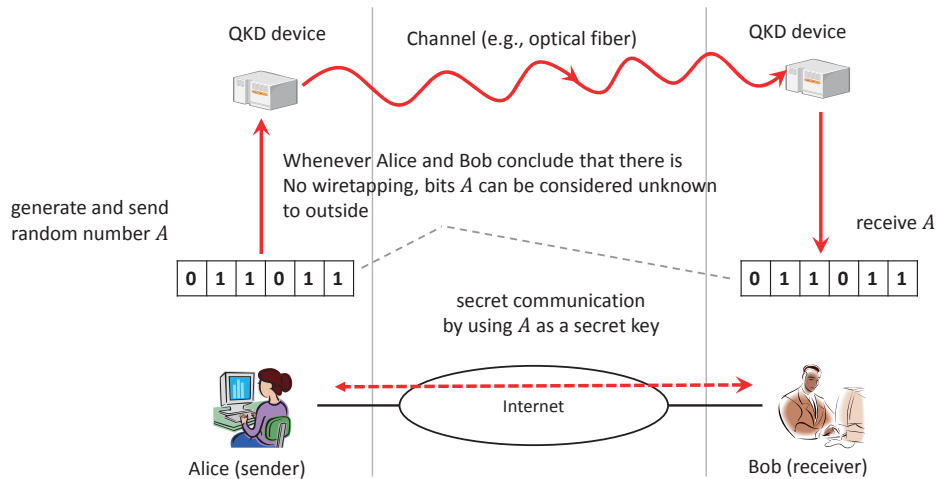 QKD device
Channel (e.g., optical fiber)
QKD device
Whenever Alice and Bob conclude that there is
No wiretapping, bits A can be considered unknown
to outside
generate and send
random number A
receive A
0 1 1 0 1 1
0 1 1 0 1 1
secret communication
by using A as a secret key
Internet
Alice (sender)
Bob (receiver)